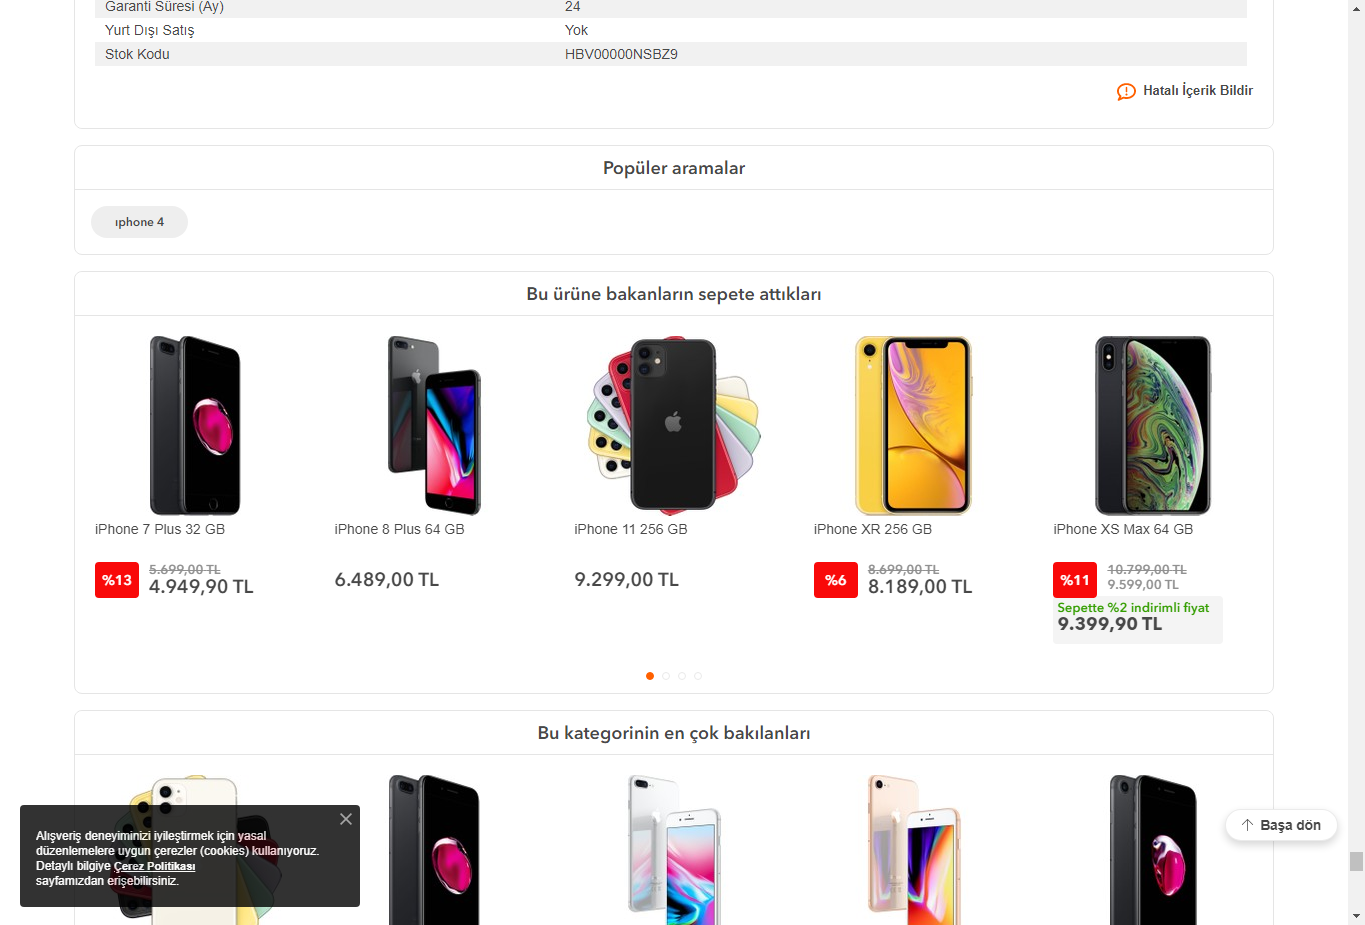 Garanti Süresi (Ay) 24
Yurt Dışı Satış Yok
Stok Kodu HBV00000NSBZ9
Hatalı İçerik Bildir
Popüler aramalar
ıphone 4
Bu ürüne bakanların sepete attıkları
iPhone 7 Plus 32 GB
%13
5.699,00 TL
4.949,90 TL
iPhone 8 Plus 64 GB
6.489,00 TL
iPhone 11 256 GB
9.299,00 TL
iPhone XR 256 GB
%6
8.699,00 TL
8.189,00 TL
iPhone XS Max 64 GB
%11
10.799,00 TL
9.599,00 TL
Sepette %2 indirimli fiyat
9.399,90 TL
Bu kategorinin en çok bakılanları
Alışveriş deneyiminizi iyileştirmek için yasal
düzenlemelere uygun çerezler (cookies) kullanıyoruz.
Detaylı bilgiye Çerez Politikası
sayfamızdan erişebilirsiniz.
Başa dön